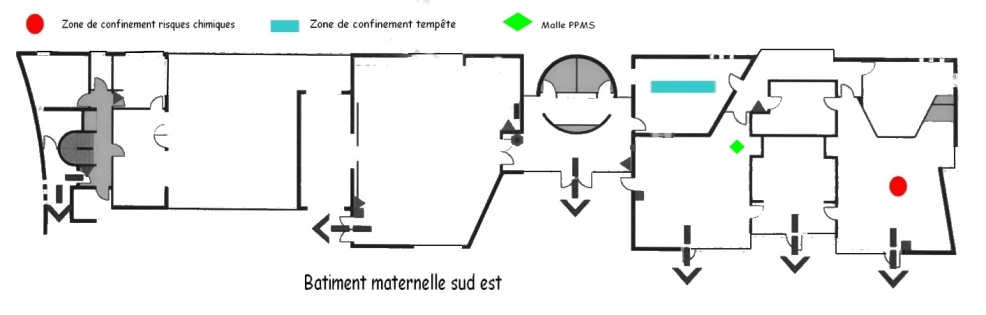 Zone de confinement risques chimiques
Zone de confinement tempête
Malle PPMS
Batiment maternelle sud est